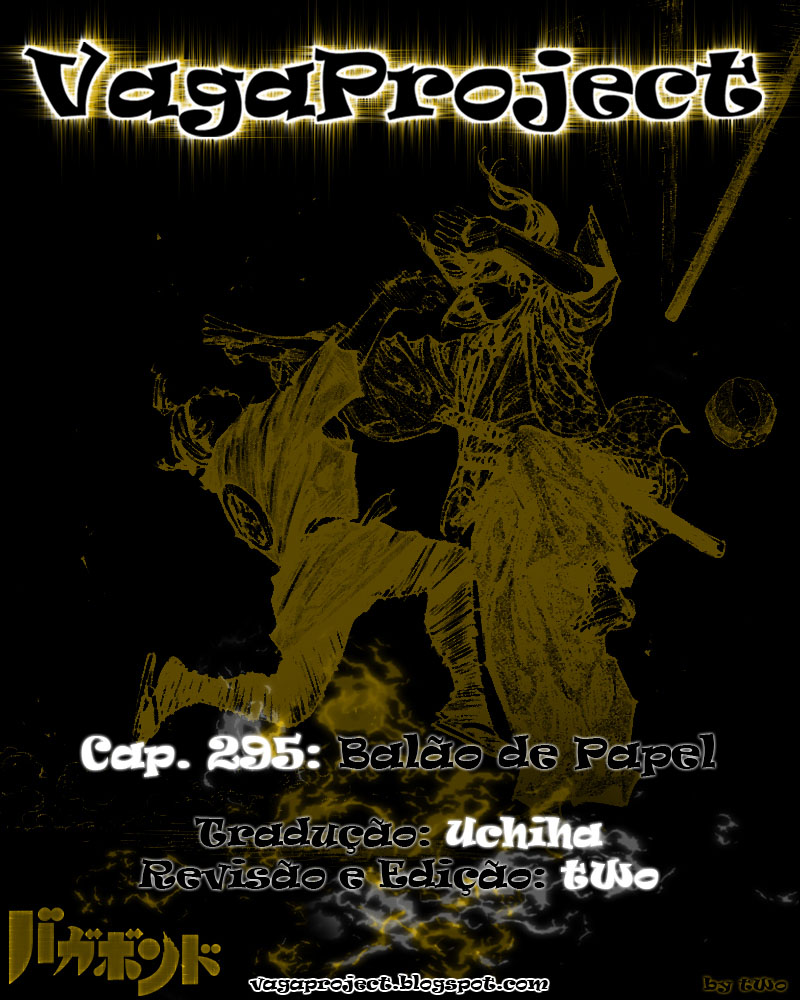 VagaProject
Cap. 295: Balão de Papel
Tradução: Uchiha
Revisão e Edição: tWo
バガボンド
vagaproject.blogspot.com
by tWo